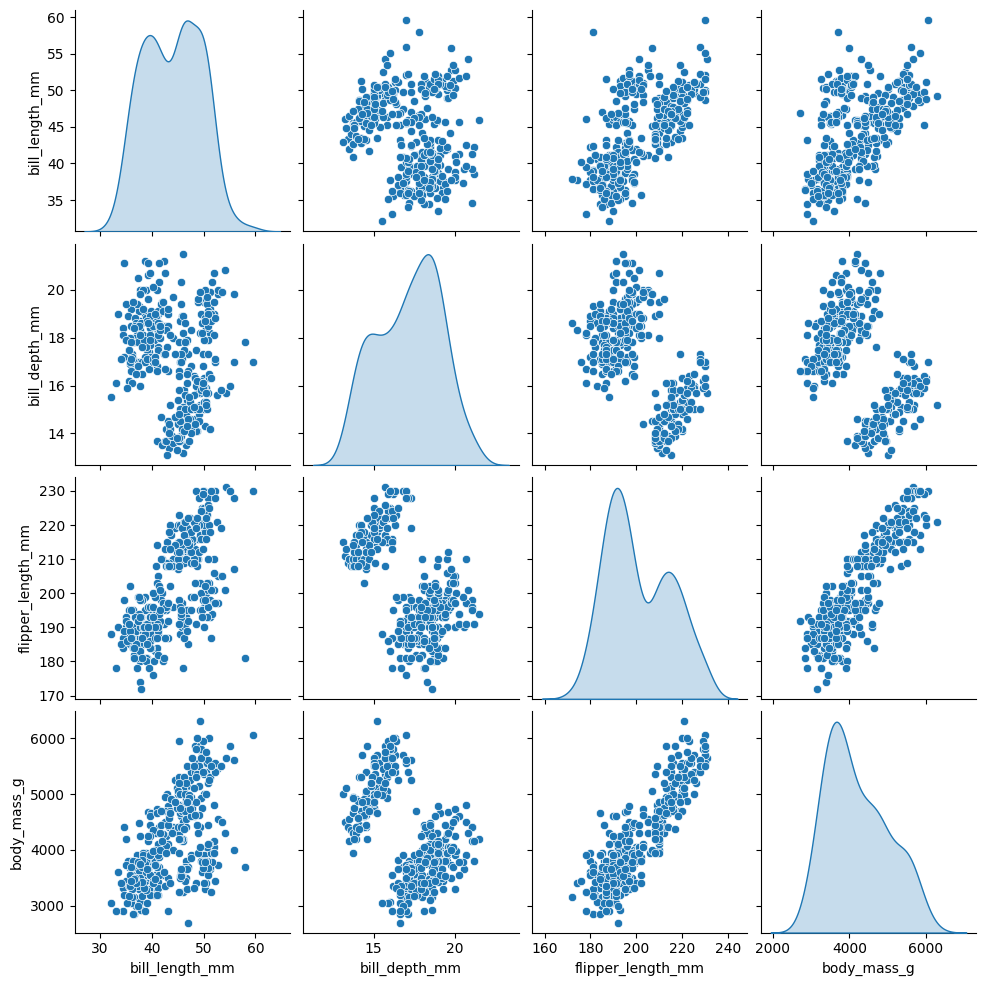 60
55
50
45
40
35
bill_length_mm
20
18
16
14
bill_depth_mm
230
220
210
200
190
180
170
flipper_length_mm
6000
5000
4000
3000
body_mass_g
30 40 50 60
bill_length_mm
15 20
bill_depth_mm
160 180 200 220 240
flipper_length_mm
2000 4000 6000
body_mass_g